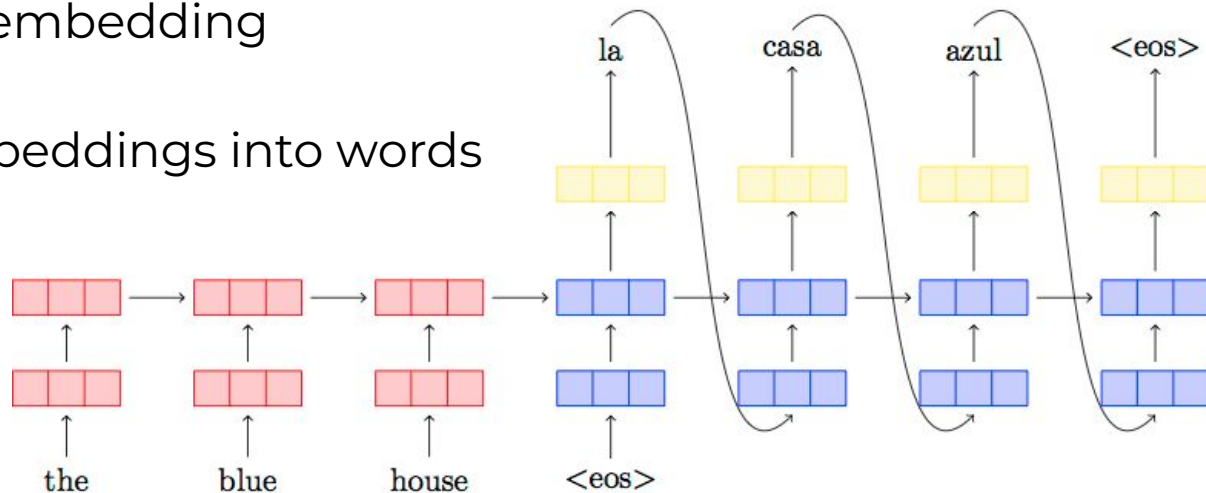 embedding
beddings into words
la casa azul <eos>
the blue house <eos>